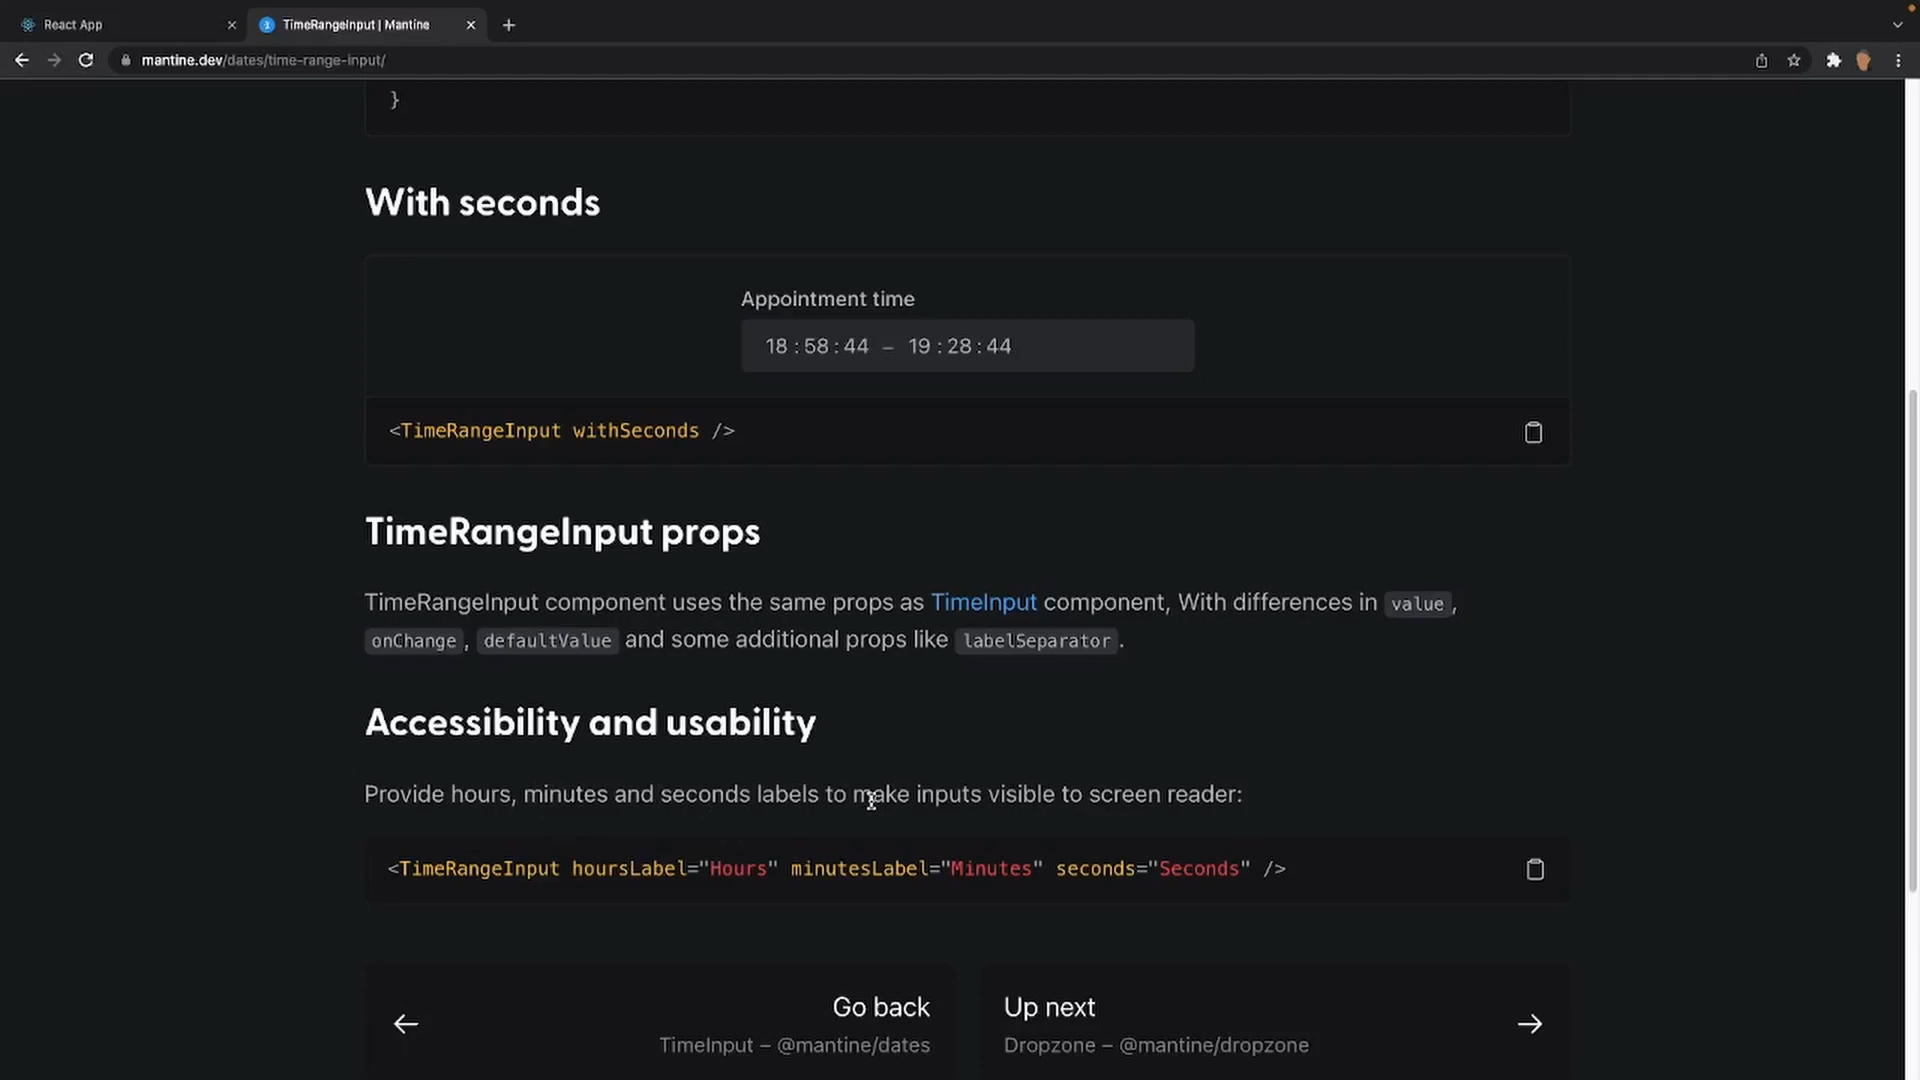 React App
TimeRangeInput | Mantine
mantine.dev/dates/time-range-input/
}
With seconds
Appointment time
18 : 58 : 44 – 19 : 28 : 44
<TimeRangeInput withSeconds />
TimeRangeInput props
TimeRangeInput component uses the same props as TimeInput component, With differences in value,
onChange, defaultValue and some additional props like labelSeparator.
Accessibility and usability
Provide hours, minutes and seconds labels to make inputs visible to screen reader:
<TimeRangeInput hoursLabel="Hours" minutesLabel="Minutes" seconds="Seconds" />
Go back
TimeInput – @mantine/dates
Up next
Dropzone – @mantine/dropzone